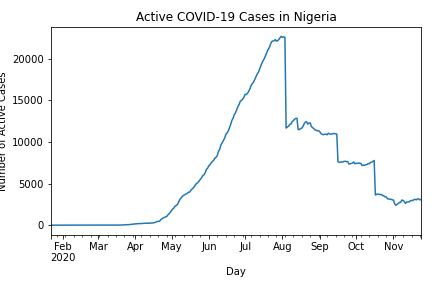 Active COVID-19 Cases in Nigeria
Number of Active Cases
20000
15000
10000
5000
0
Feb Mar Apr May Jun Jul Aug Sep Oct Nov
2020
Day